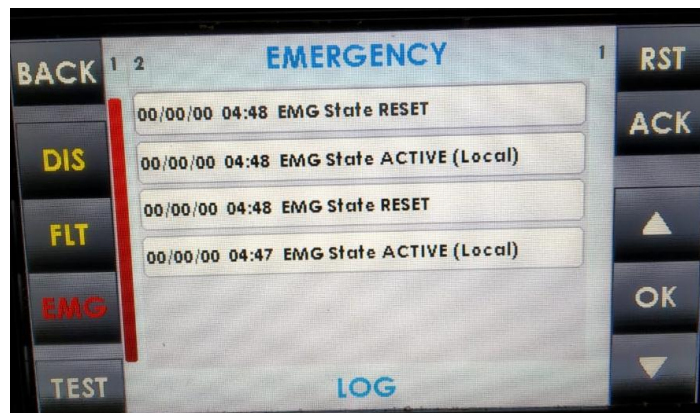 BACK
1 2
EMERGENCY
1
RST
ACK
DIS
FLT
EMG
TEST
00/00/00 04:48 EMG State RESET
00/00/00 04:48 EMG State ACTIVE (Local)
00/00/00 04:48 EMG State RESET
00/00/00 04:47 EMG State ACTIVE (Local)
OK
LOG